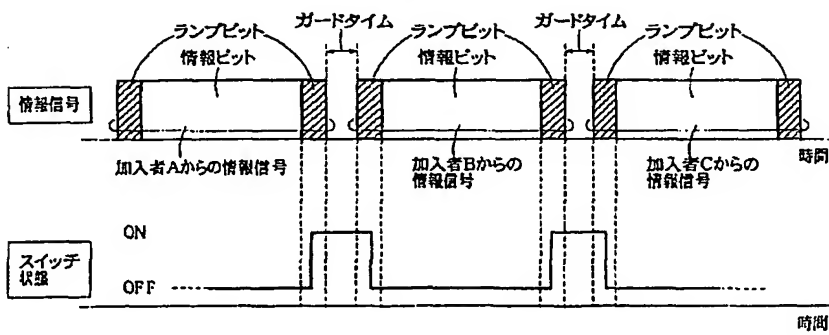 ガードタイム
ガードタイム
ランプビット
ランプビット
ランプビット
情報ビット
情報ビット
情報ビット
情報信号
時間
加入者Aからの情報信号
加入者Bからの
情報信号
加入者Cからの
情報信号
ON
スイッチ
状態
OFF
時間